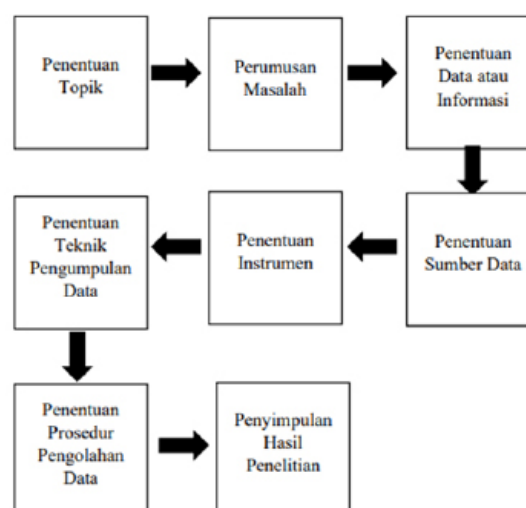 Penentuan
Topik
Perumusan
Masalah
Penentuan
Data atau
Informasi
Penentuan
Sumber Data
Penentuan
Instrumen
Penentuan
Teknik
Pengumpulan
Data
Penentuan
Prosedur
Pengolahan
Data
Penyimpulan
Hasil
Penelitian